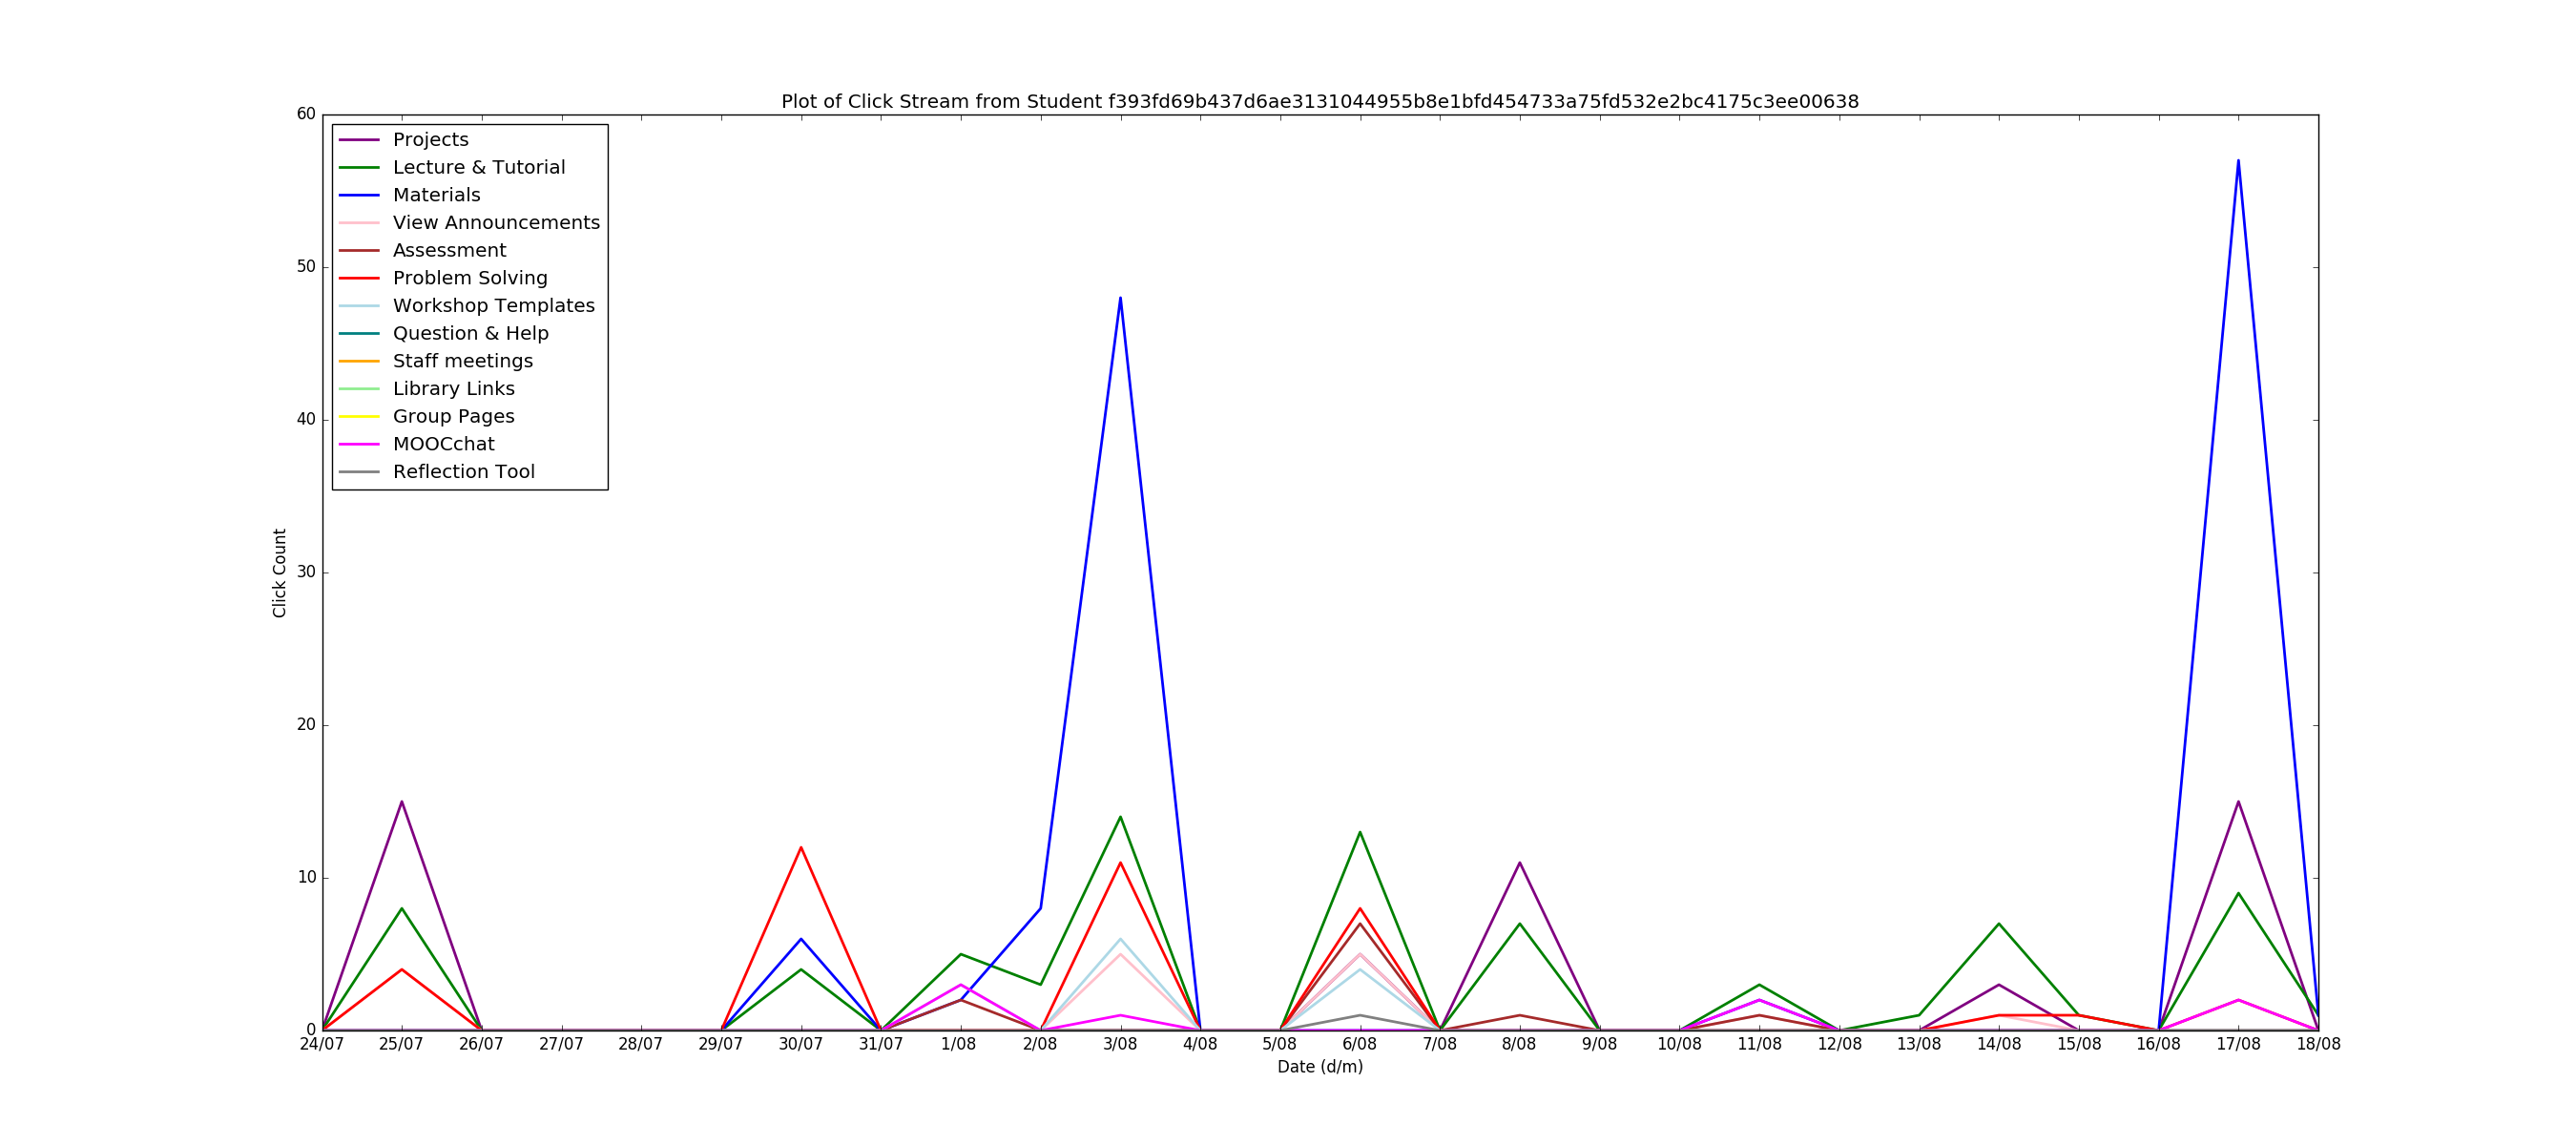 Plot of Click Stream from Student f393fd69b437d6ae3131044955b8e1bfd454733a75fd532e2bc4175c3ee00638
60
50
40
30
20
10
0
Click Count
Projects
Lecture & Tutorial
Materials
View Announcements
Assessment
Problem Solving
Workshop Templates
Question & Help
Staff meetings
Library Links
Group Pages
MOOCchat
Reflection Tool
24/07 25/07 26/07 27/07 28/07 29/07 30/07 31/07 1/08 2/08 3/08 4/08 5/08 6/08 7/08 8/08 9/08 10/08 11/08 12/08 13/08 14/08 15/08 16/08 17/08 18/08
Date (d/m)